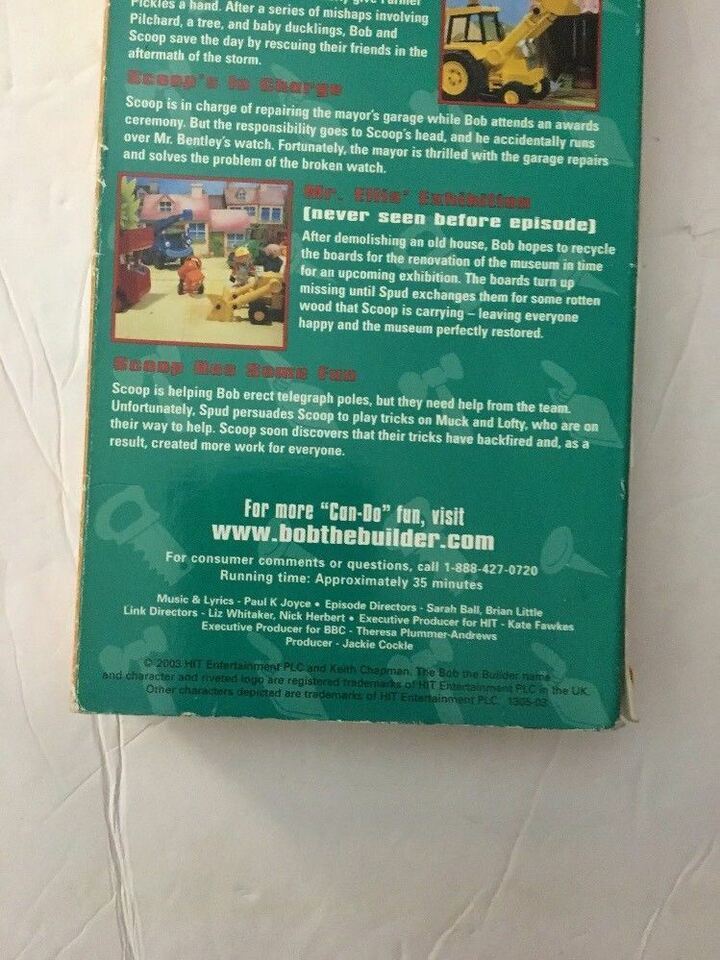 Pickles a hand. After a series of mishaps involving
Pilchard, a tree, and baby ducklings, Bob and
Scoop save the day by rescuing their friends in the
aftermath of the storm.
Scoop's in Charge
Scoop is in charge of repairing the mayor's garage while Bob attends an awards
ceremony. But the responsibility goes to Scoop's head, and he accidentally runs
over Mr. Bentley's watch. Fortunately, the mayor is thrilled with the garage repairs
and solves the problem of the broken watch.
Mr. Ellis' Exhibition
(never seen before episode)
After demolishing an old house, Bob hopes to recycle
the boards for the renovation of the museum in time
for an upcoming exhibition. The boards turn up
missing until Spud exchanges them for some rotten
wood that Scoop is carrying – leaving everyone
happy and the museum perfectly restored.
Scoop Has Some Fun
Scoop is helping Bob erect telegraph poles, but they need help from the team.
Unfortunately, Spud persuades Scoop to play tricks on Muck and Lofty, who are on
their way to help. Scoop soon discovers that their tricks have backfired and, as a
result, created more work for everyone.
For more "Can-Do" fun, visit
www.bobthebuilder.com
For consumer comments or questions, call 1-888-427-0720
Running time: Approximately 35 minutes
Music & Lyrics - Paul K Joyce • Episode Directors - Sarah Ball, Brian Little
Link Directors - Liz Whitaker, Nick Herbert • Executive Producer for HIT - Kate Fawkes
Executive Producer for BBC - Theresa Plummer-Andrews
Producer - Jackie Cockle
© 2003 HIT Entertainment PLC and Keith Chapman. The Bob the Builder name
and character and riveted logo are registered trademarks of HIT Entertainment PLC in the UK.
Other characters depicted are trademarks of HIT Entertainment PLC. 1305-03